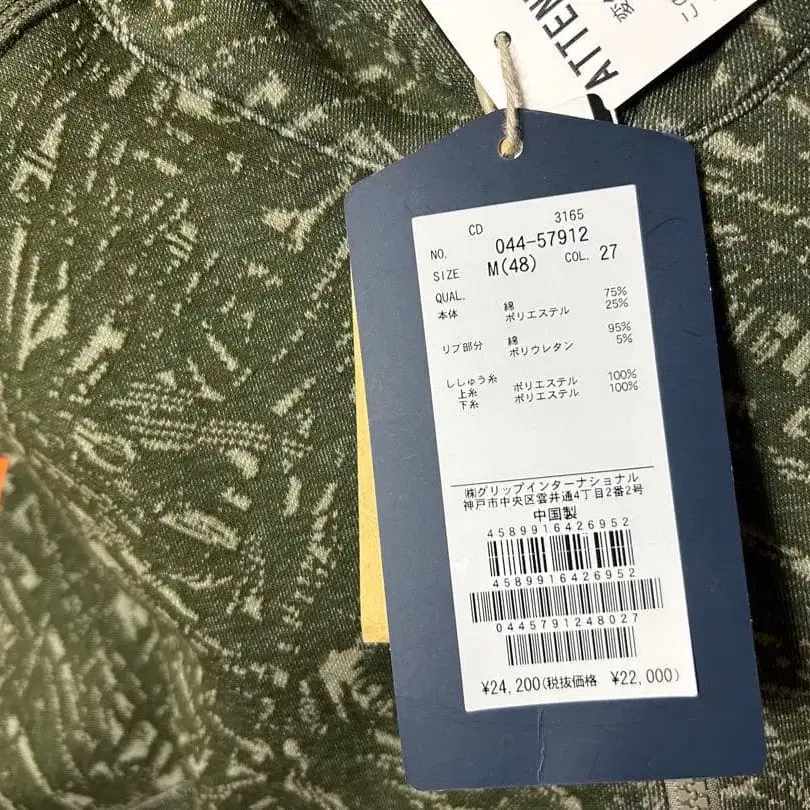 ATTEN
変
この
CD 3165
NO. 044-57912
SIZE M(48) COL. 27
QUAL.
本体 綿 75%
ポリエステル 25%
リブ部分 綿 95%
ポリウレタン 5%
ししゅう糸
上糸 ポリエステル 100%
下糸 ポリエステル 100%
㈱グリップインターナショナル
神戸市中央区雲井通4丁目2番2号
中国製
4589916426952
4589916426952
0445791248027
¥24,200(税抜価格 ¥22,000)